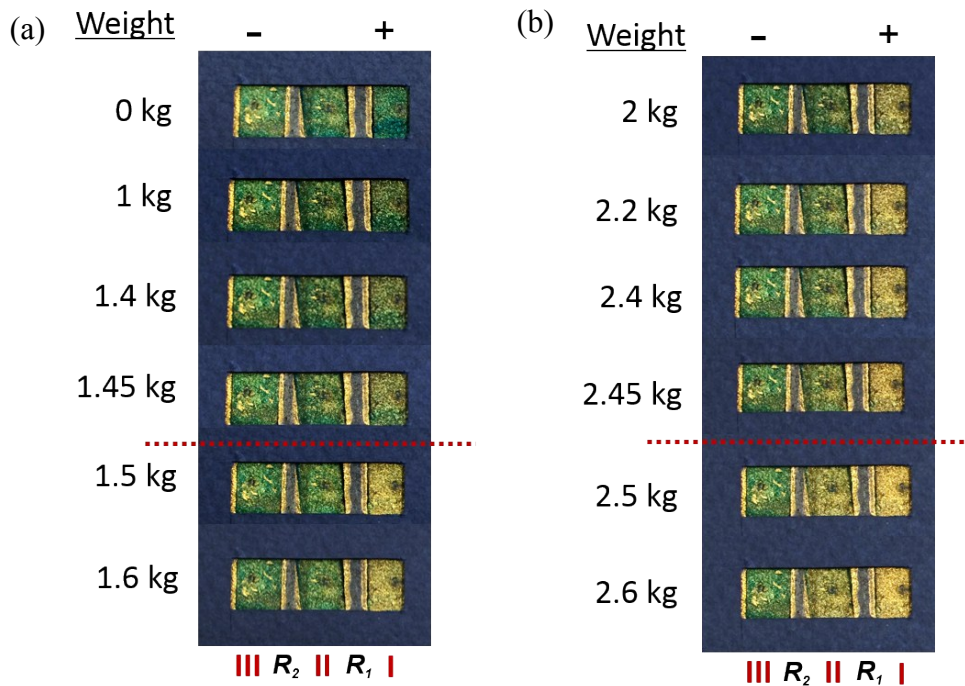 (a) Weight - +
0 kg
1 kg
1.4 kg
1.45 kg
1.5 kg
1.6 kg
III R₂ II R₁ I
(b) Weight - +
2 kg
2.2 kg
2.4 kg
2.45 kg
2.5 kg
2.6 kg
III R₂ II R₁ I